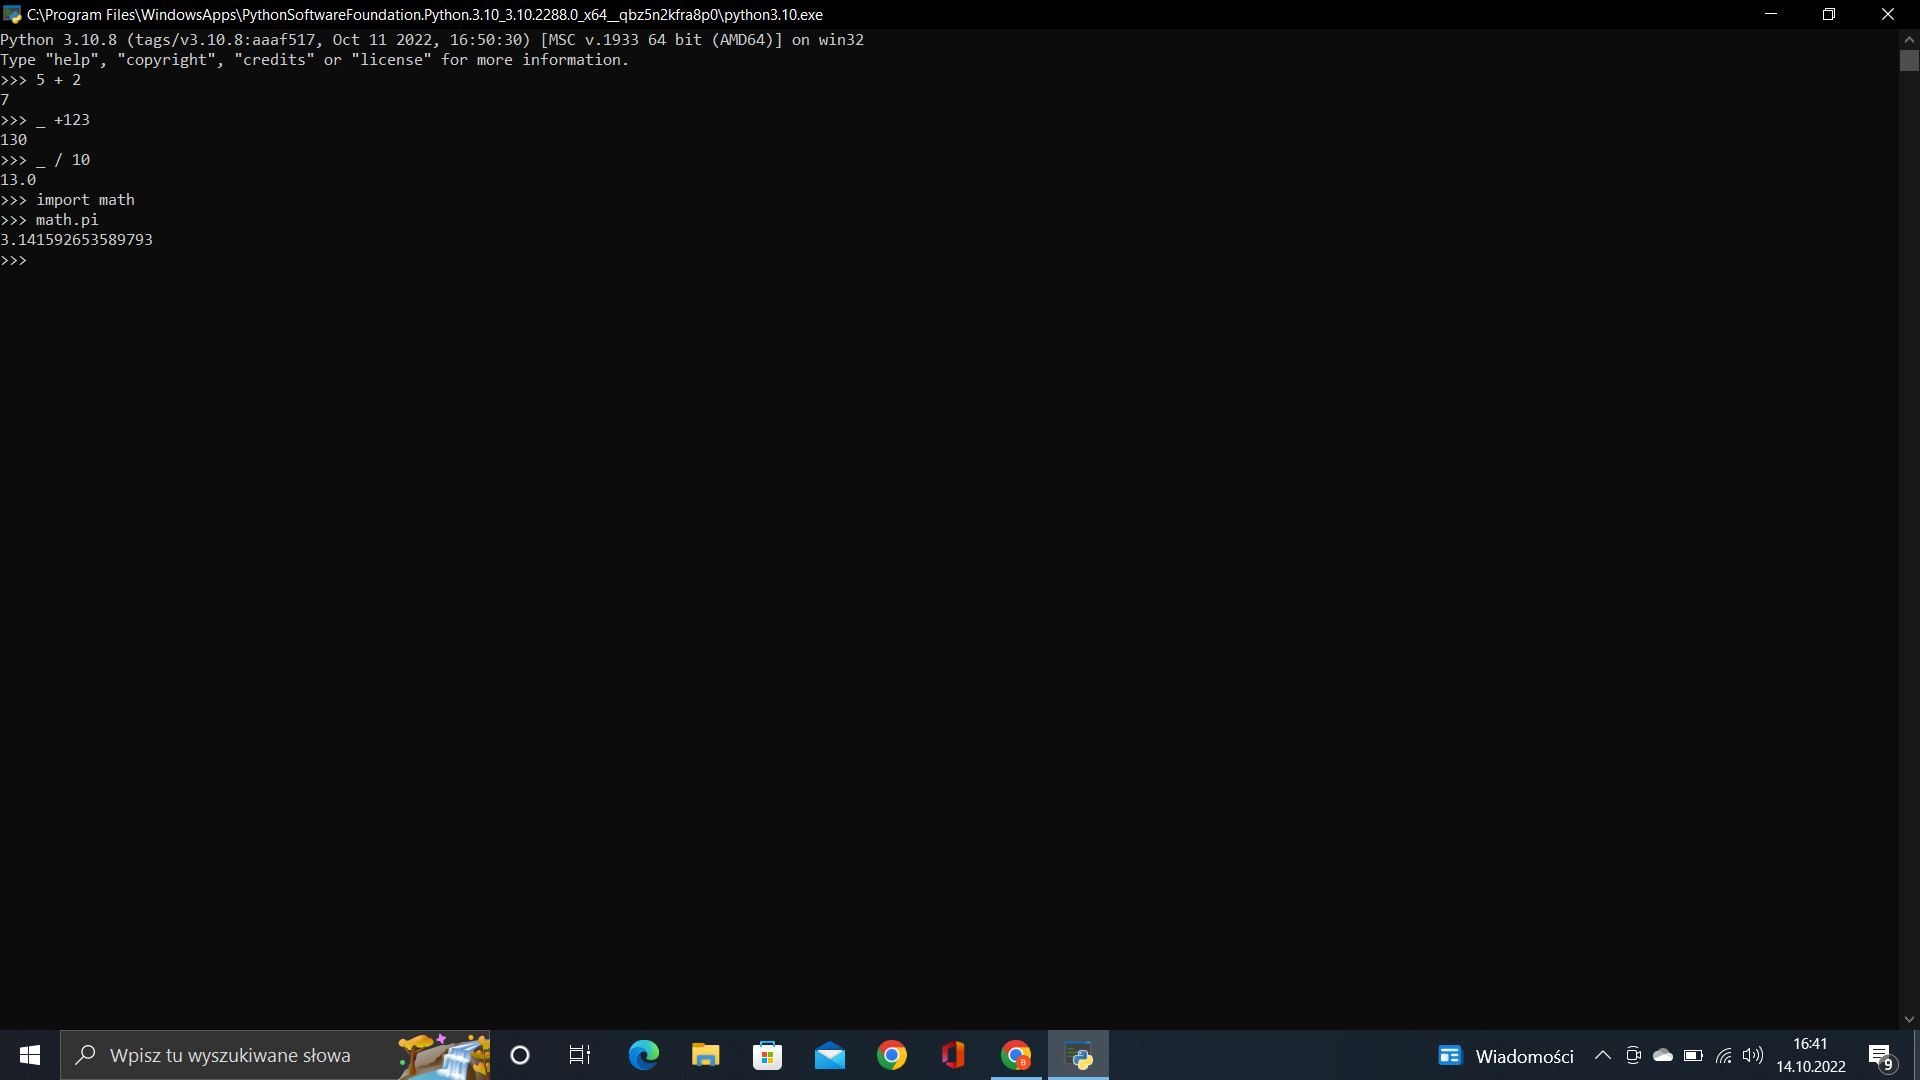 C:\Program Files\WindowsApps\PythonSoftwareFoundation.Python.3.10_3.10.2288.0_x64__qbz5n2kfra8p0\python3.10.exe
Python 3.10.8 (tags/v3.10.8:aaaf517, Oct 11 2022, 16:50:30) [MSC v.1933 64 bit (AMD64)] on win32
Type "help", "copyright", "credits" or "license" for more information.
>>> 5 + 2
7
>>> _ +123
130
>>> _ / 10
13.0
>>> import math
>>> math.pi
3.141592653589793
>>>
Wpisz tu wyszukiwane słowa
Wiadomości
16:41
14.10.2022
9